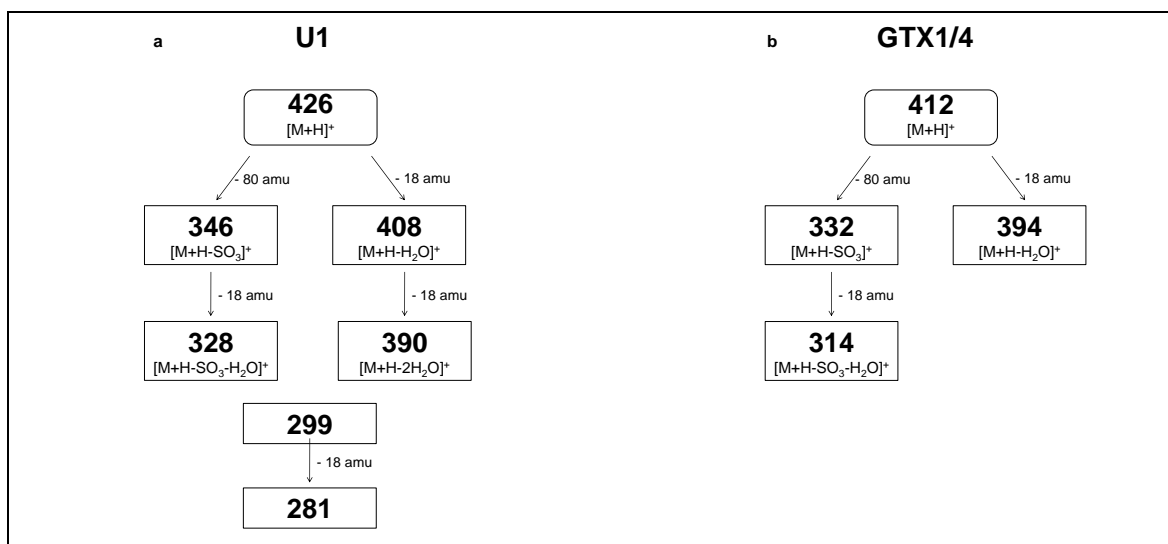 a U1
426
[M+H]⁺
- 80 amu - 18 amu
346 408
[M+H-SO₃]⁺ [M+H-H₂O]⁺
- 18 amu - 18 amu
328 390
[M+H-SO₃-H₂O]⁺ [M+H-2H₂O]⁺
299
- 18 amu
281
b GTX1/4
412
[M+H]⁺
- 80 amu - 18 amu
332 394
[M+H-SO₃]⁺ [M+H-H₂O]⁺
- 18 amu
314
[M+H-SO₃-H₂O]⁺